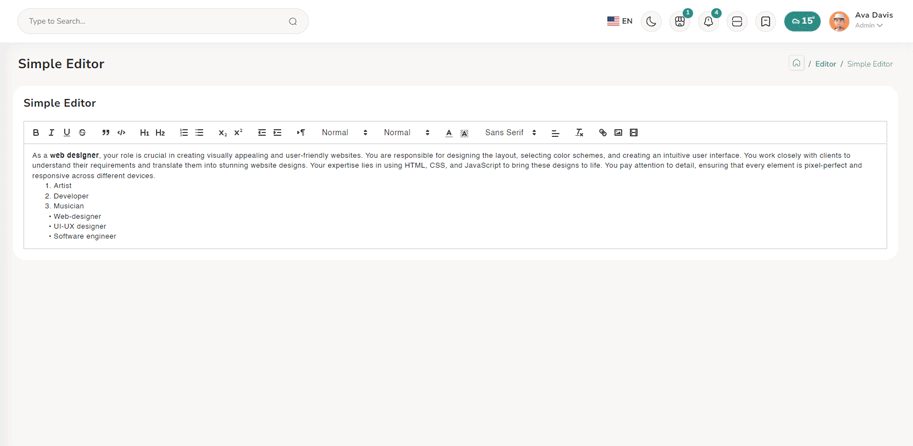 Type to Search...
EN
1
4
15°
Ava Davis
Admin
Simple Editor
/ Editor / Simple Editor
Simple Editor
B I U S H1 H2 X2 X2 Normal Normal A A Sans Serif Tx
As a web designer, your role is crucial in creating visually appealing and user-friendly websites. You are responsible for designing the layout, selecting color schemes, and creating an intuitive user interface. You work closely with clients to
understand their requirements and translate them into stunning website designs. Your expertise lies in using HTML, CSS, and JavaScript to bring these designs to life. You pay attention to detail, ensuring that every element is pixel-perfect and
responsive across different devices.
1. Artist
2. Developer
3. Musician
• Web-designer
• UI-UX designer
• Software engineer